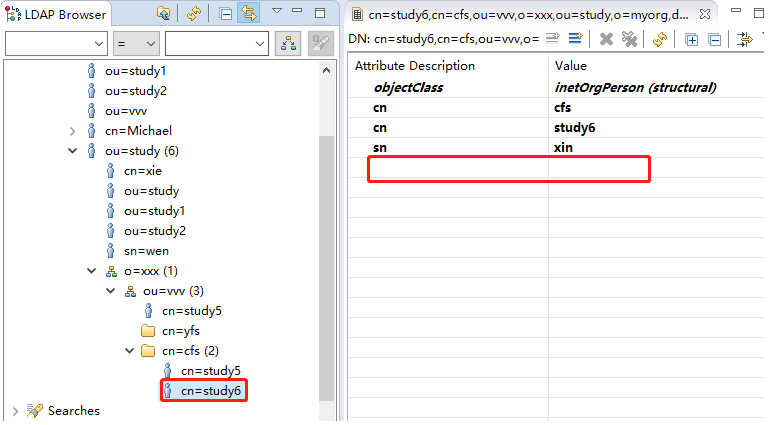 LDAP Browser
=
ou=study1
ou=study2
ou=vvv
cn=Michael
ou=study (6)
cn=xie
ou=study
ou=study1
ou=study2
sn=wen
o=xxx (1)
ou=vvv (3)
cn=study5
cn=yfs
cn=cfs (2)
cn=study5
cn=study6
Searches
cn=study6,cn=cfs,ou=vvv,o=xxx,ou=study,o=myorg,d...
DN: cn=study6,cn=cfs,ou=vvv,o=
Attribute Description Value
objectClass inetOrgPerson (structural)
cn cfs
cn study6
sn xin